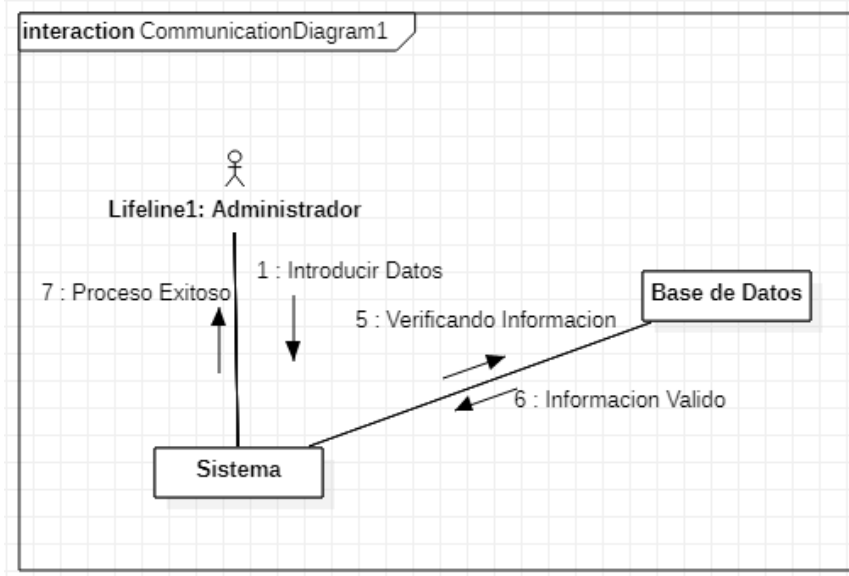 interaction CommunicationDiagram1
Lifeline1: Administrador
1 : Introducir Datos
7 : Proceso Exitoso
Base de Datos
5 : Verificando Informacion
6 : Informacion Valido
Sistema